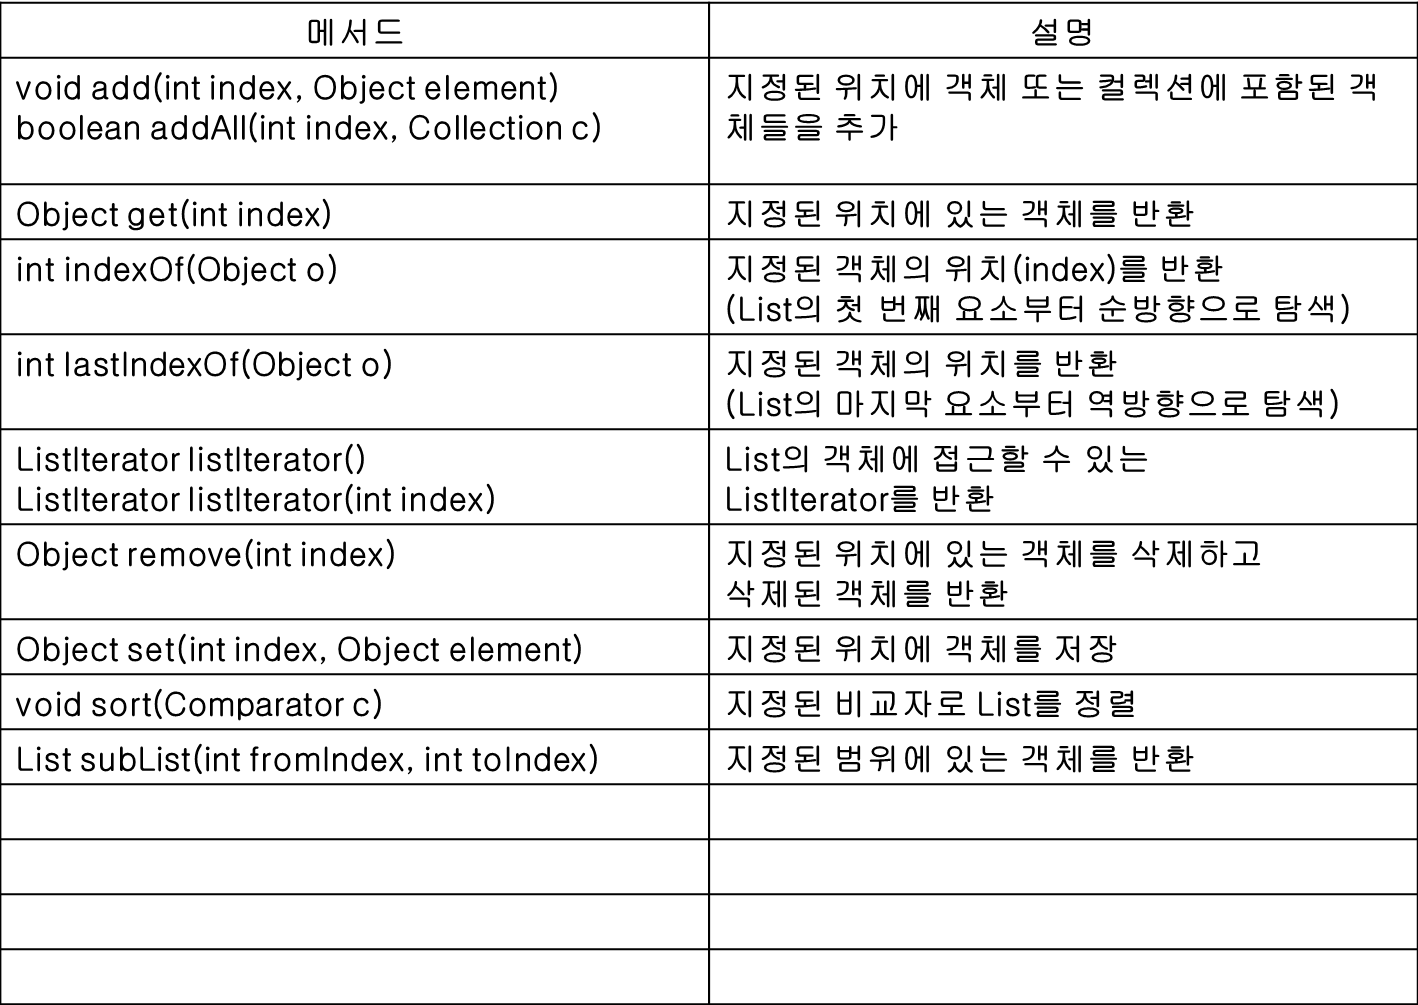 메서드
설명
void add(int index, Object element)
boolean addAll(int index, Collection c)
지정된 위치에 객체 또는 컬렉션에 포함된 객
체들을 추가
Object get(int index)
지정된 위치에 있는 객체를 반환
int indexOf(Object o)
지정된 객체의 위치(index)를 반환
(List의 첫 번째 요소부터 순방향으로 탐색)
int lastIndexOf(Object o)
지정된 객체의 위치를 반환
(List의 마지막 요소부터 역방향으로 탐색)
ListIterator listIterator()
ListIterator listIterator(int index)
List의 객체에 접근할 수 있는
ListIterator를 반환
Object remove(int index)
지정된 위치에 있는 객체를 삭제하고
삭제된 객체를 반환
Object set(int index, Object element)
지정된 위치에 객체를 저장
void sort(Comparator c)
지정된 비교자로 List를 정렬
List subList(int fromIndex, int toIndex)
지정된 범위에 있는 객체를 반환